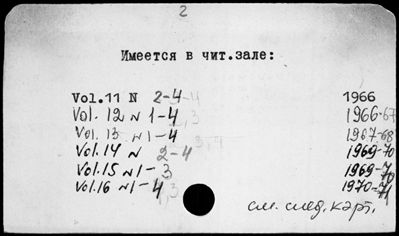 2
Имеется в чит.зале:
Vol.11 N 2-4 1966
Vol. 12 N 1-4 1966-67
Vol. 13 N 1-4 1967-68
Vol. 14 N 2-4 1969-70
Vol. 15 N 1-3 1969-70
Vol. 16 N 1-4 1970-71
см. след. карт.